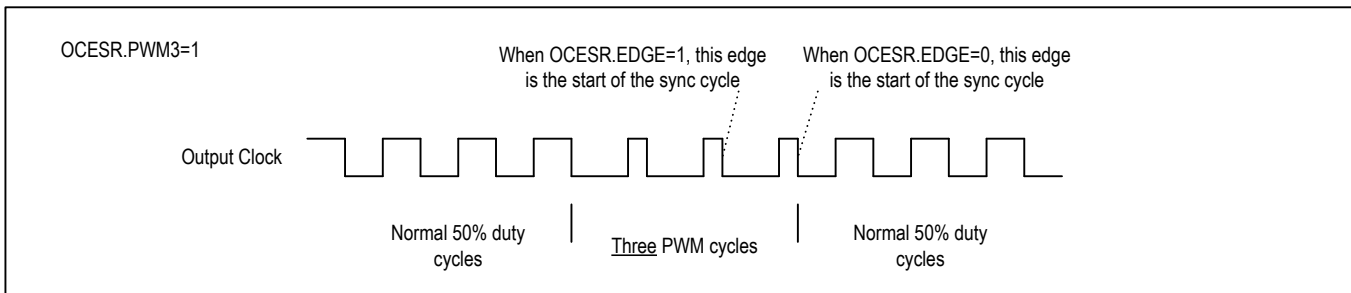 OCESR.PWM3=1
When OCESR.EDGE=1, this edge
is the start of the sync cycle
When OCESR.EDGE=0, this edge
is the start of the sync cycle
Output Clock
Normal 50% duty
cycles
Three PWM cycles
Normal 50% duty
cycles